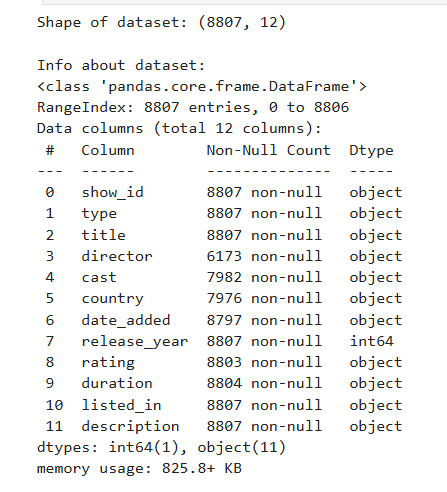 Shape of dataset: (8807, 12)
Info about dataset:
<class 'pandas.core.frame.DataFrame'>
RangeIndex: 8807 entries, 0 to 8806
Data columns (total 12 columns):
 #   Column        Non-Null Count  Dtype
---  ------        --------------  -----
 0   show_id       8807 non-null   object
 1   type          8807 non-null   object
 2   title         8807 non-null   object
 3   director      6173 non-null   object
 4   cast          7982 non-null   object
 5   country       7976 non-null   object
 6   date_added    8797 non-null   object
 7   release_year  8807 non-null   int64
 8   rating        8803 non-null   object
 9   duration      8804 non-null   object
 10  listed_in     8807 non-null   object
 11  description   8807 non-null   object
dtypes: int64(1), object(11)
memory usage: 825.8+ KB